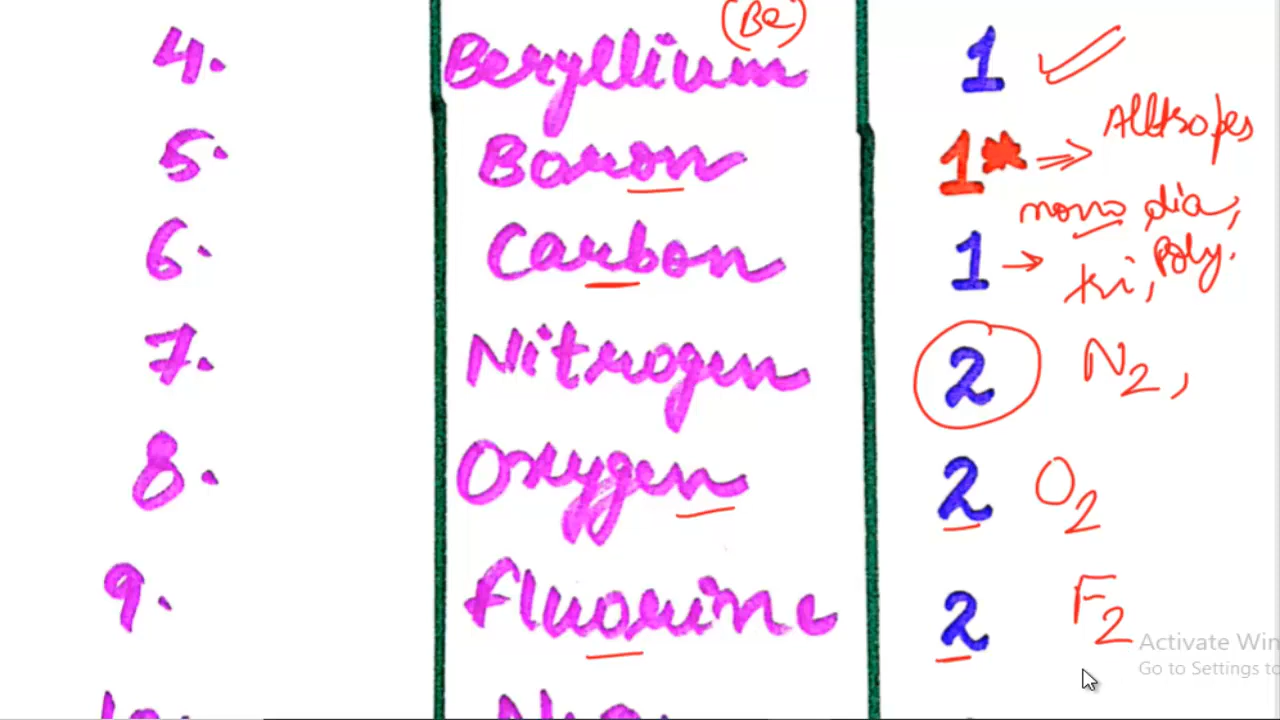 (Be)
4. Beryllium 1
5. Boron 1* ⇒ Alltropes
mono dia,
6. Carbon 1 → tri, poly.
7. Nitrogen 2 N2,
8. Oxygen 2 O2
9. Fluorine 2 F2
Activate Win
Go to Settings to